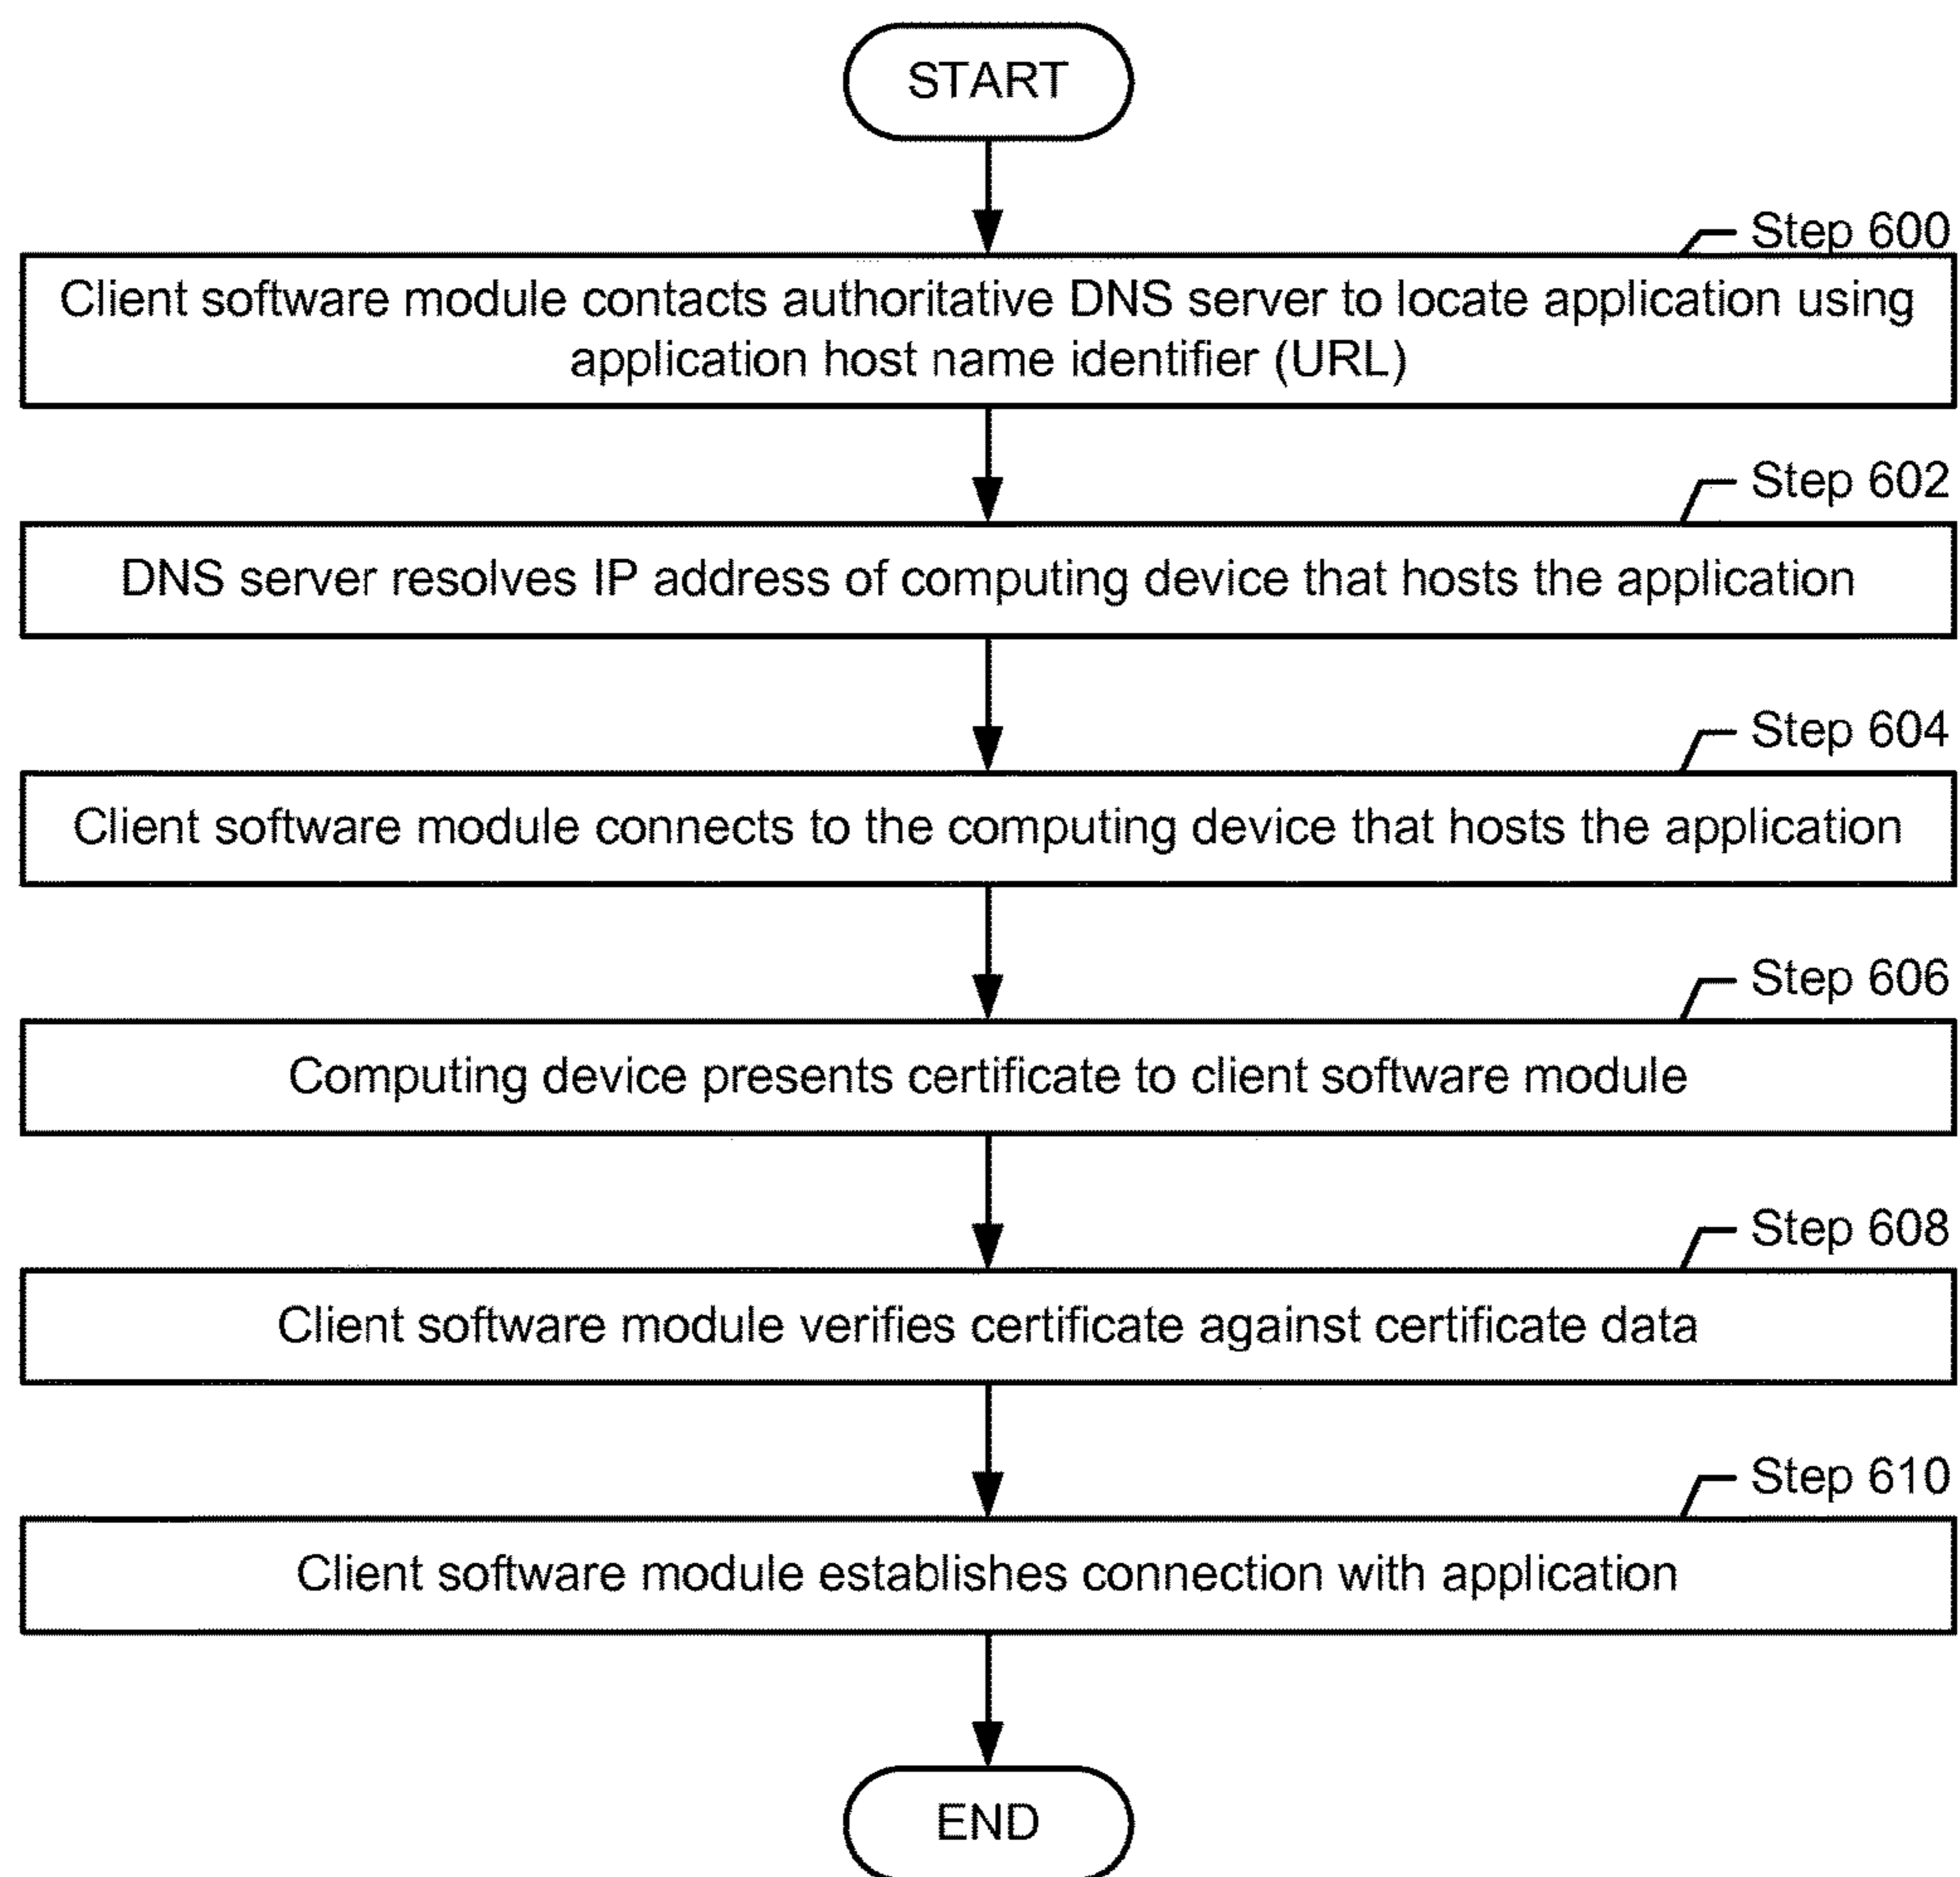 START
Step 600
Client software module contacts authoritative DNS server to locate application using
application host name identifier (URL)
Step 602
DNS server resolves IP address of computing device that hosts the application
Step 604
Client software module connects to the computing device that hosts the application
Step 606
Computing device presents certificate to client software module
Step 608
Client software module verifies certificate against certificate data
Step 610
Client software module establishes connection with application
END